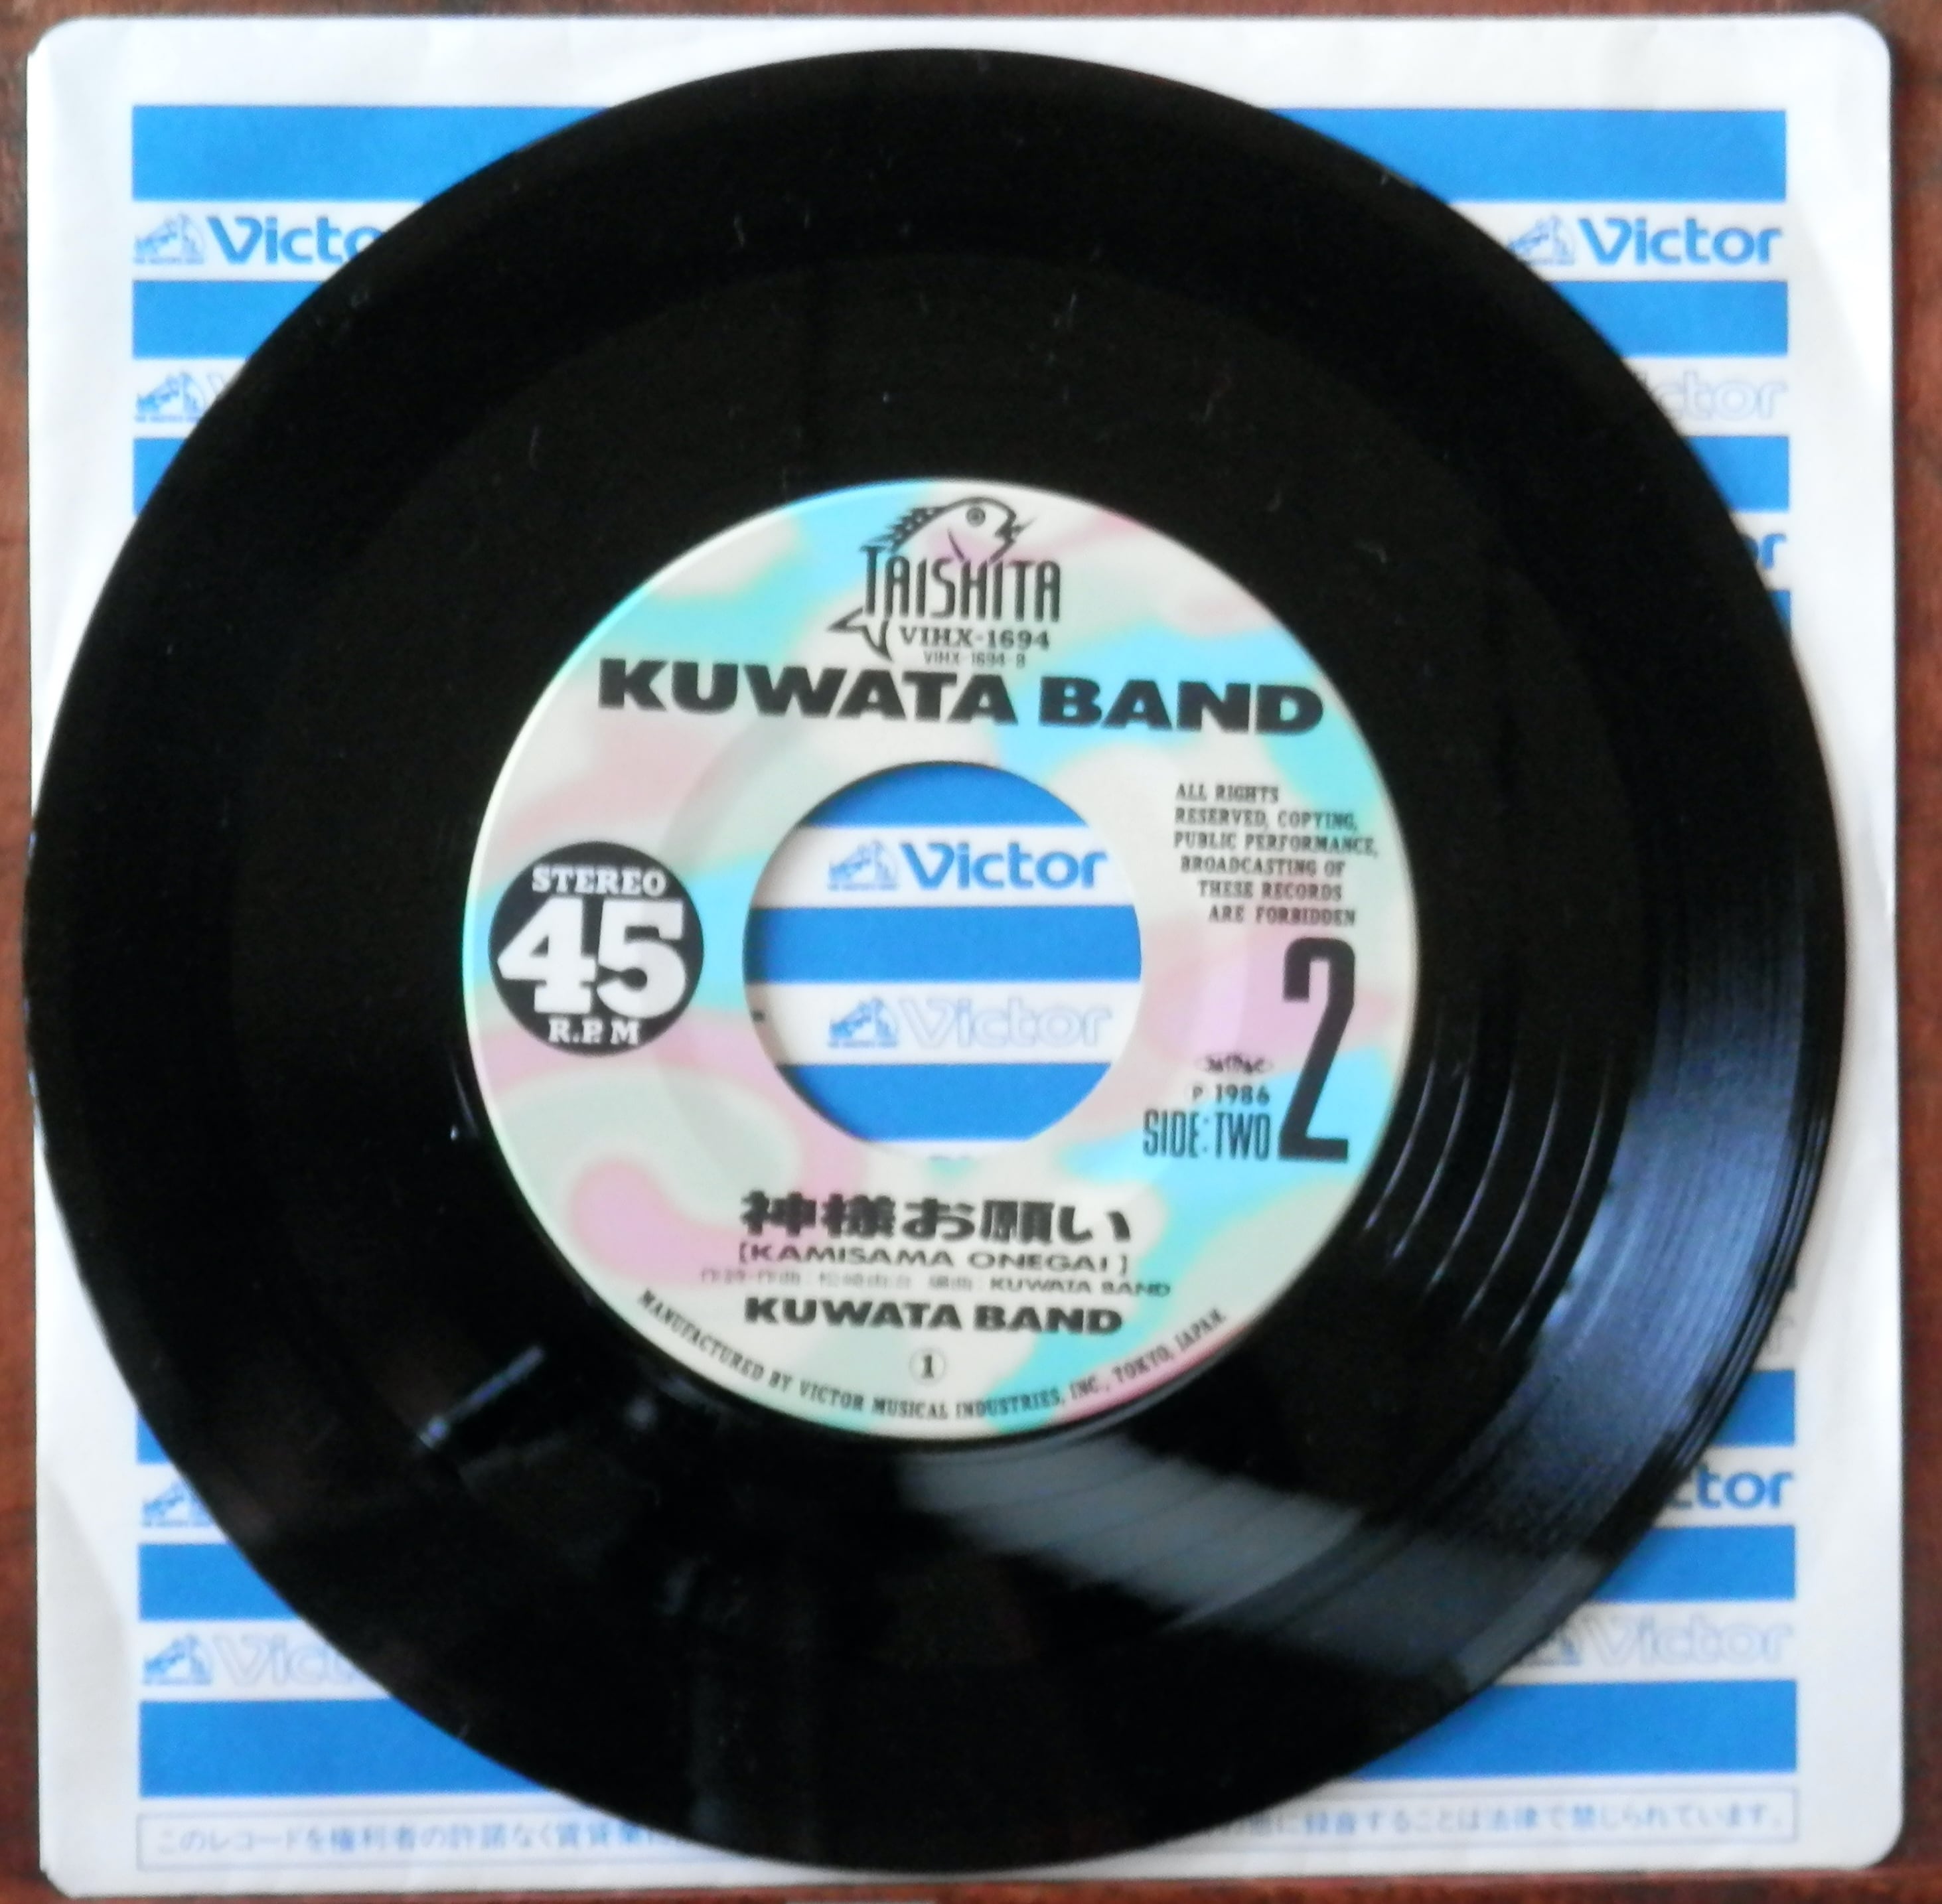 Victor
Victor
TAISHITA
VIHX-1694
VIHX-1694-B
KUWATA BAND
ALL RIGHTS
RESERVED, COPYING,
PUBLIC PERFORMANCE,
BROADCASTING OF
THESE RECORDS
ARE FORBIDDEN
STEREO
45
R.P.M
Victor
Victor
2
P 1986
SIDE:TWO
神様お願い
[KAMISAMA ONEGAI]
KUWATA BAND
KUWATA BAND
1
MANUFACTURED BY VICTOR MUSICAL INDUSTRIES, INC., TOKYO, JAPAN
Victor
このレコードを権利者の許諾なく賃貸業に
に録音することは法律で禁じられています。